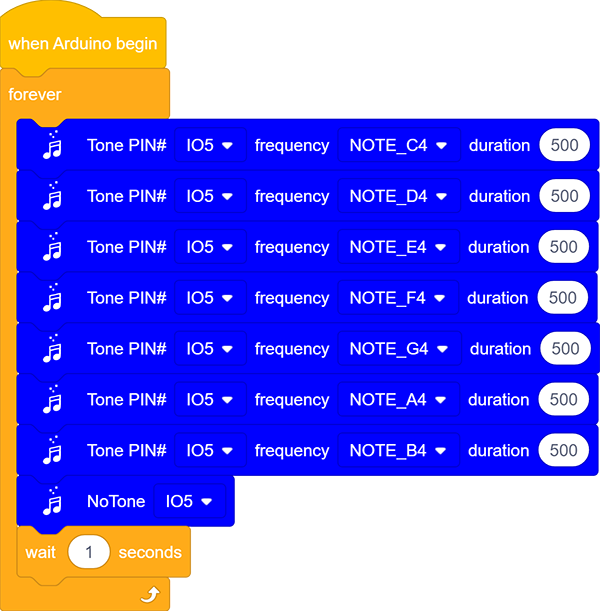 when Arduino begin
forever
Tone PIN# IO5 frequency NOTE_C4 duration 500
Tone PIN# IO5 frequency NOTE_D4 duration 500
Tone PIN# IO5 frequency NOTE_E4 duration 500
Tone PIN# IO5 frequency NOTE_F4 duration 500
Tone PIN# IO5 frequency NOTE_G4 duration 500
Tone PIN# IO5 frequency NOTE_A4 duration 500
Tone PIN# IO5 frequency NOTE_B4 duration 500
NoTone IO5
wait 1 seconds